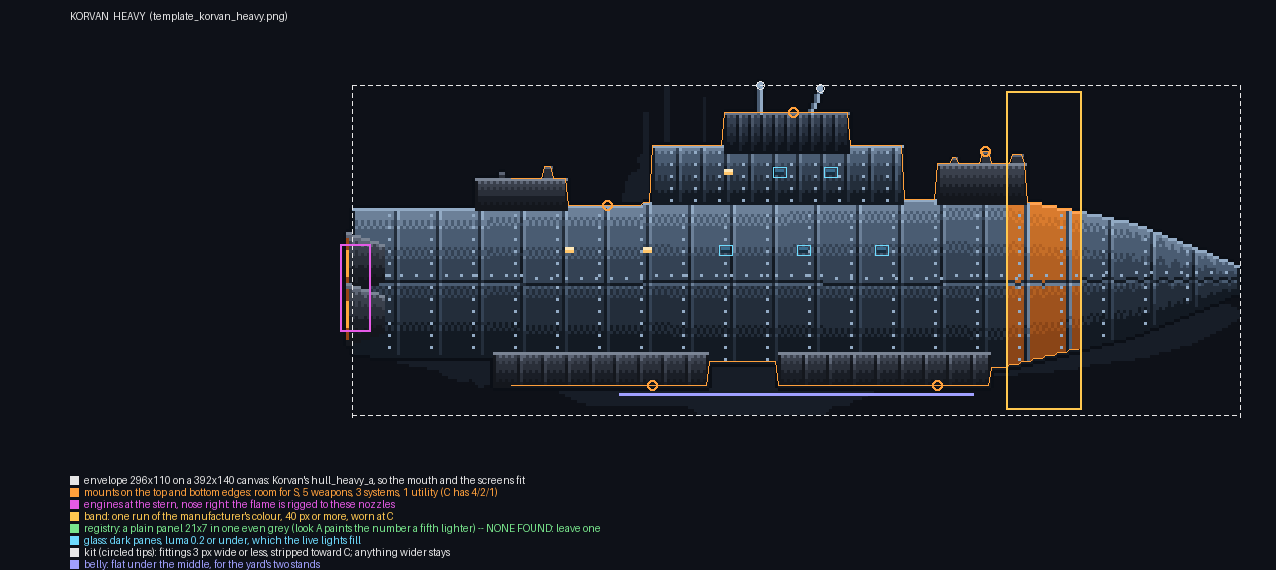 KORVAN HEAVY (template_korvan_heavy.png)
envelope 296x110 on a 392x140 canvas: Korvan's hull_heavy_a, so the mouth and the screens fit
mounts on the top and bottom edges: room for S, 5 weapons, 3 systems, 1 utility (C has 4/2/1)
engines at the stern, nose right: the flame is rigged to these nozzles
band: one run of the manufacturer's colour, 40 px or more, worn at C
registry: a plain panel 21x7 in one even grey (look A paints the number a fifth lighter) -- NONE FOUND: leave one
glass: dark panes, luma 0.2 or under, which the live lights fill
kit (circled tips): fittings 3 px wide or less, stripped toward C; anything wider stays
belly: flat under the middle, for the yard's two stands